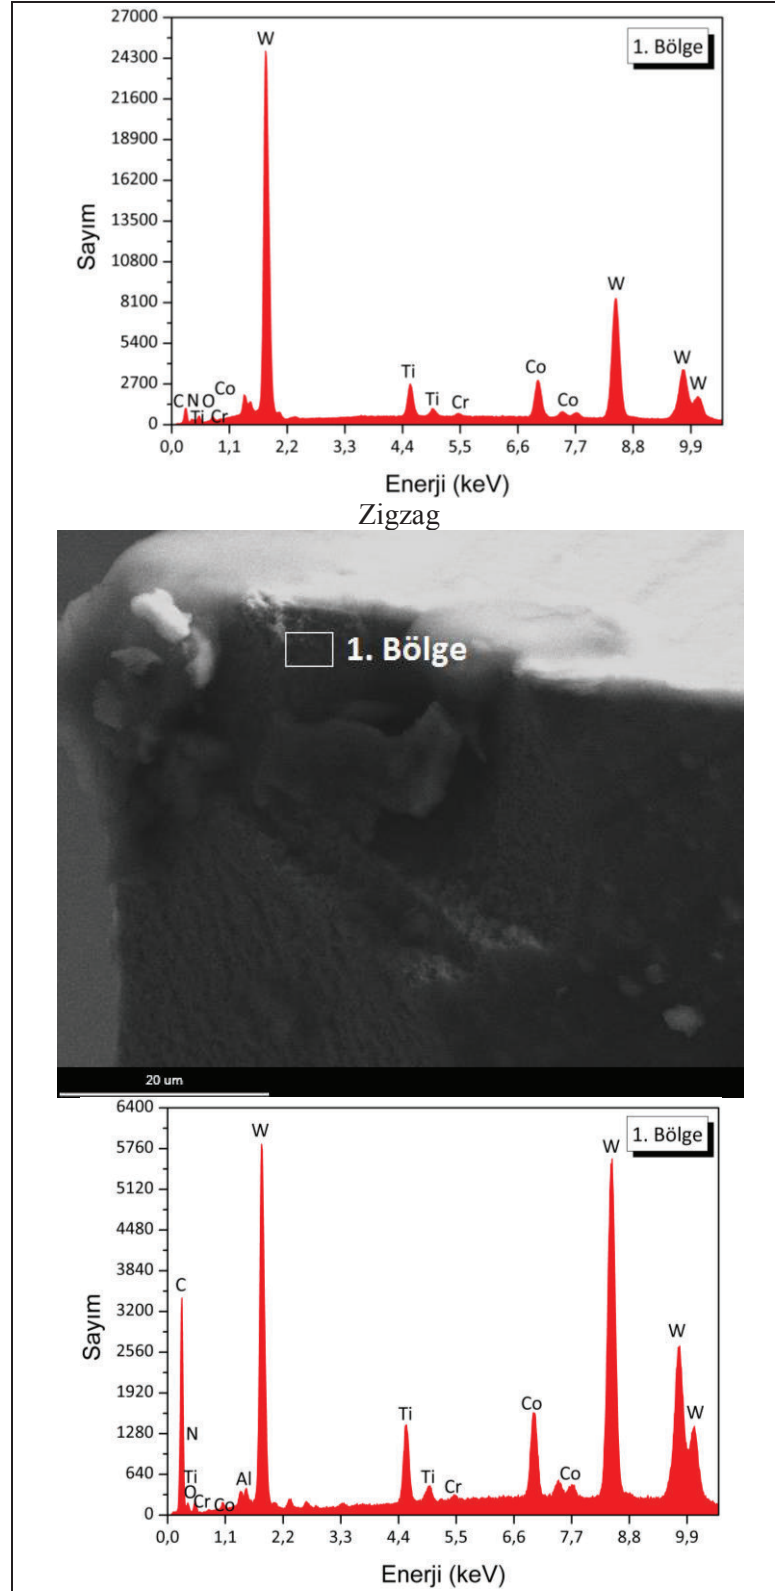 27000
1. Bölge
W
24300
21600
18900
16200
13500
Sayım
10800
W
8100
5400
W
Ti
Co
W
2700
C N O Co
Ti Cr
Ti
Cr
Co
0
0,0 1,1 2,2 3,3 4,4 5,5 6,6 7,7 8,8 9,9
Enerji (keV)
Zigzag
1. Bölge
20 um
6400
1. Bölge
W
W
5760
5120
4480
3840
C
3200
Sayım
W
2560
1920
Ti
Co
W
N
1280
Ti
Al
640
O Cr Co
Ti
Cr
Co
0
0,0 1,1 2,2 3,3 4,4 5,5 6,6 7,7 8,8 9,9
Enerji (keV)